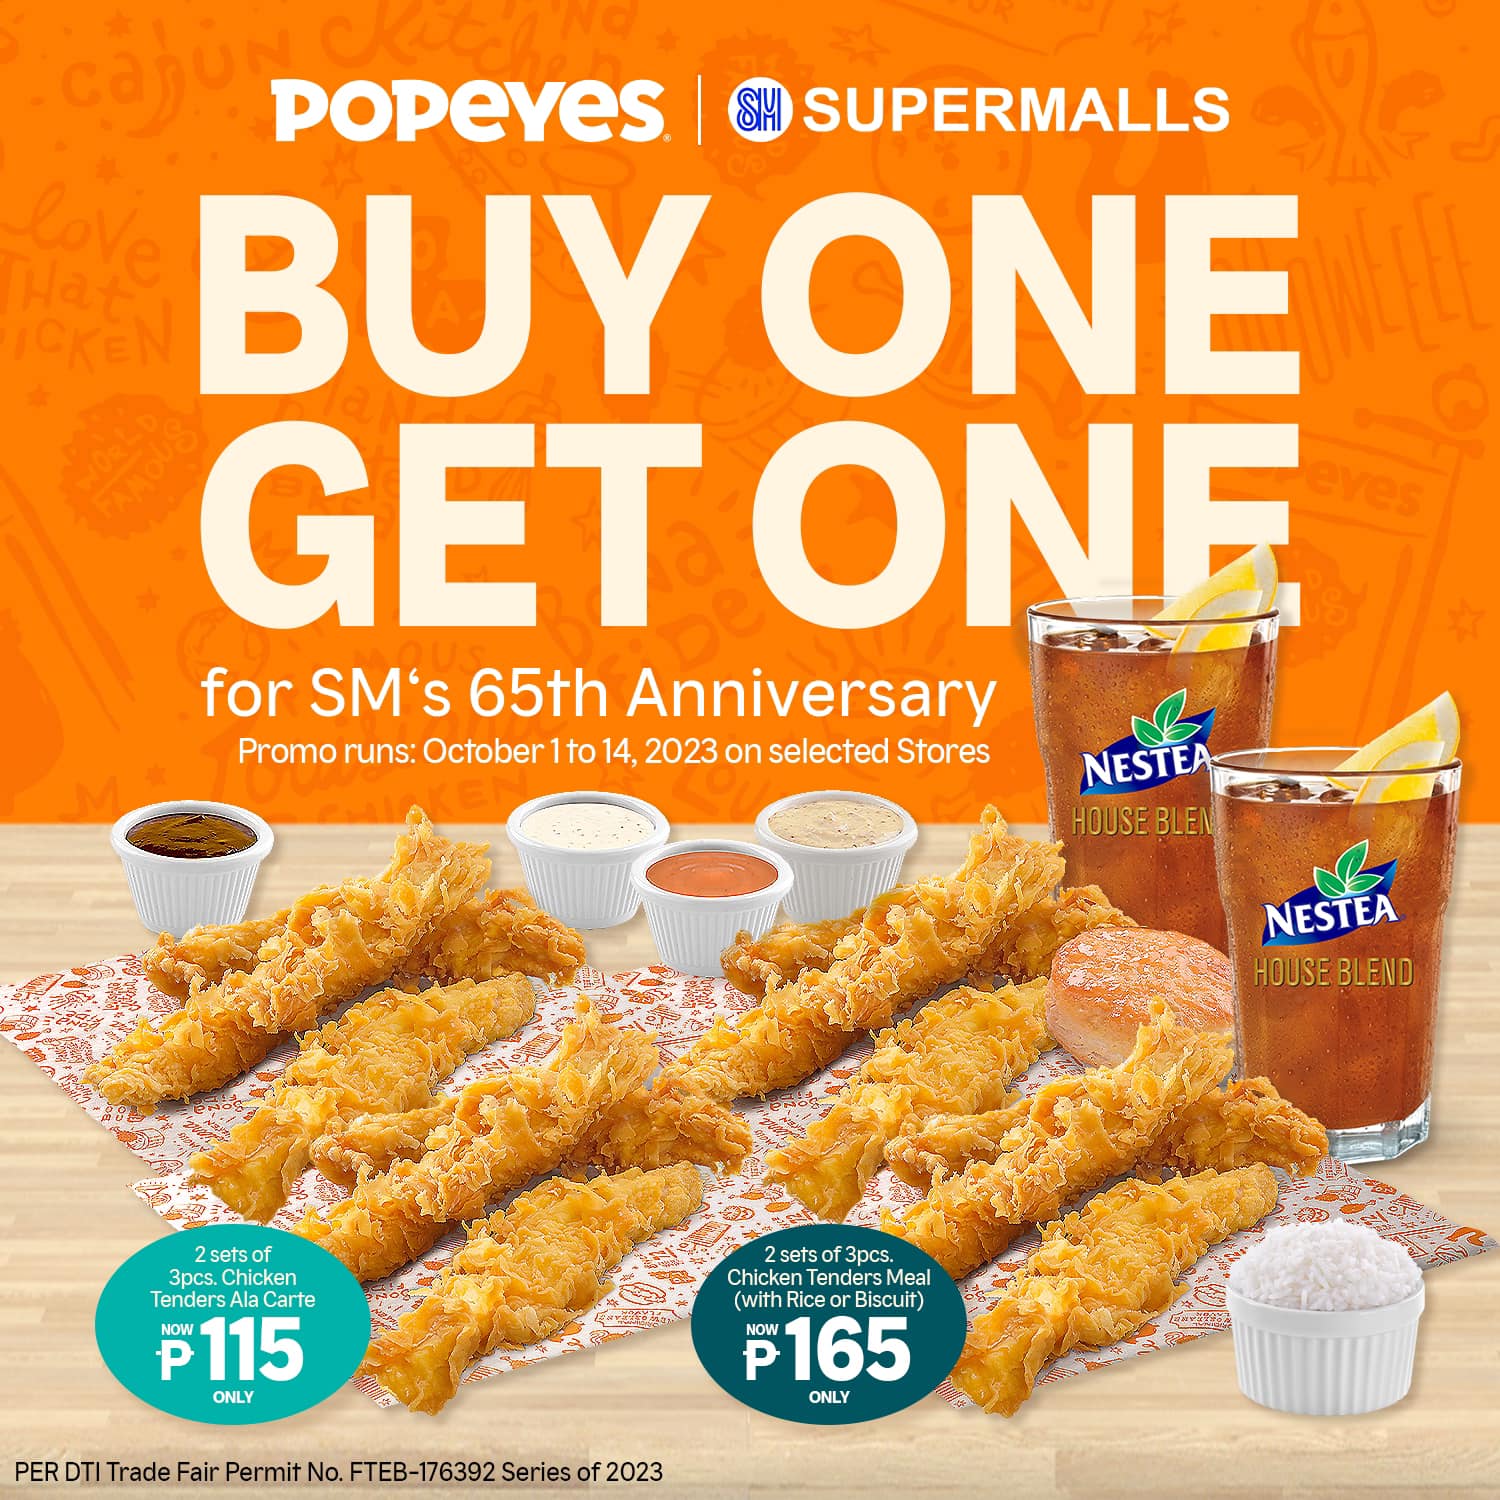 POPEYES | SM SUPERMALLS
BUY ONE
GET ONE
for SM‘s 65th Anniversary
Promo runs: October 1 to 14, 2023 on selected Stores
NESTEA
HOUSE BLEN
NESTEA
HOUSE BLEND
2 sets of
3pcs. Chicken
Tenders Ala Carte
NOW
₱115
ONLY
2 sets of 3pcs.
Chicken Tenders Meal
(with Rice or Biscuit)
NOW
₱165
ONLY
PER DTI Trade Fair Permit No. FTEB-176392 Series of 2023